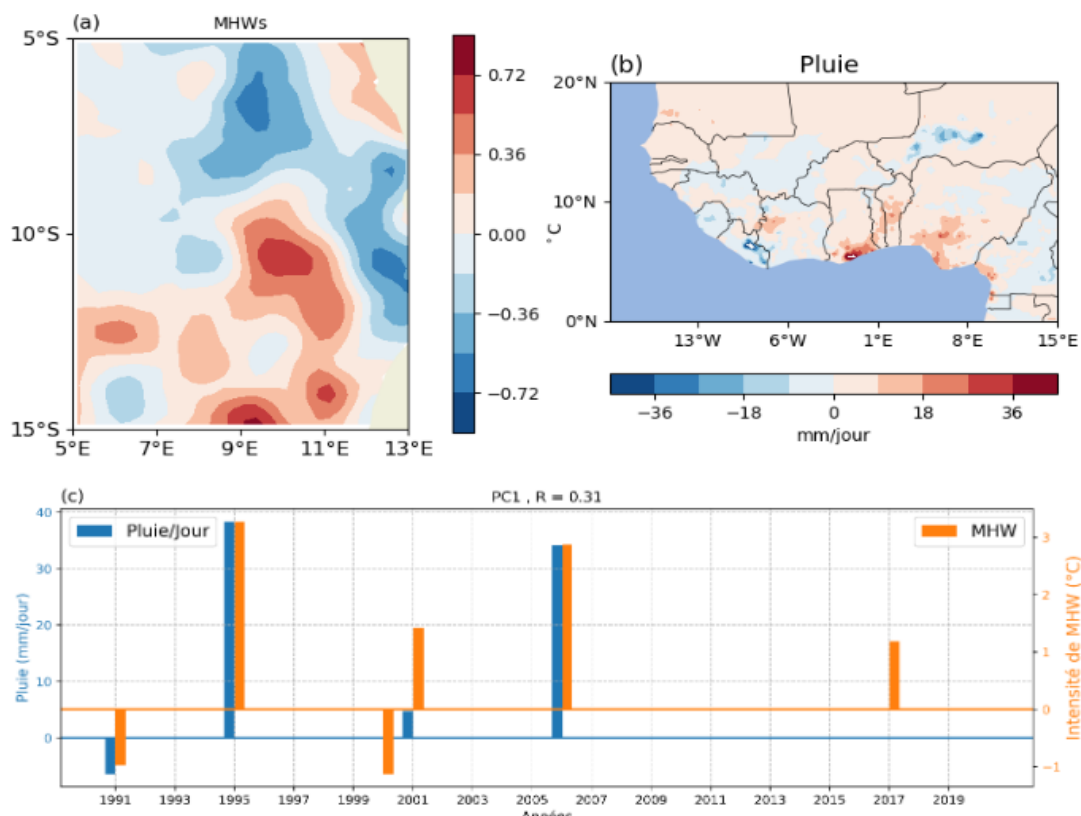 (a)
MHWs
5°S
10°S
15°S
5°E 7°E 9°E 11°E 13°E
0.72
0.36
0.00
−0.36
−0.72
°C
(b)
Pluie
20°N
10°N
0°N
13°W 6°W 1°E 8°E 15°E
−36 −18 0 18 36
mm/jour
(c)
PC1 , R = 0.31
Pluie/Jour
MHW
40
30
20
10
0
Pluie (mm/jour)
3
2
1
0
−1
Intensité de MHW (°C)
1991 1993 1995 1997 1999 2001 2003 2005 2007 2009 2011 2013 2015 2017 2019
Années